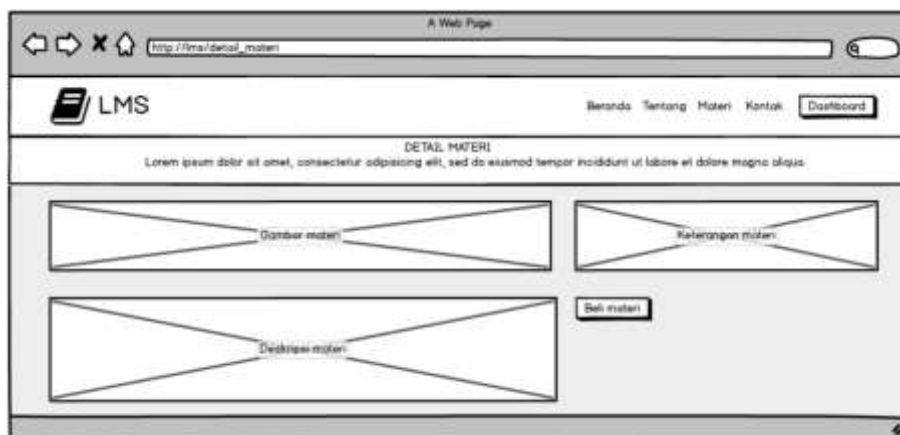 A Web Page
http://lms/detail_materi
LMS
Beranda Tentang Materi Kontak Dashboard
DETAIL MATERI
Lorem ipsum dolor sit amet, consectetur adipisicing elit, sed do eiusmod tempor incididunt ut labore et dolore magna aliqua.
Gambar materi
Keterangan materi
Deskripsi materi
Beli materi